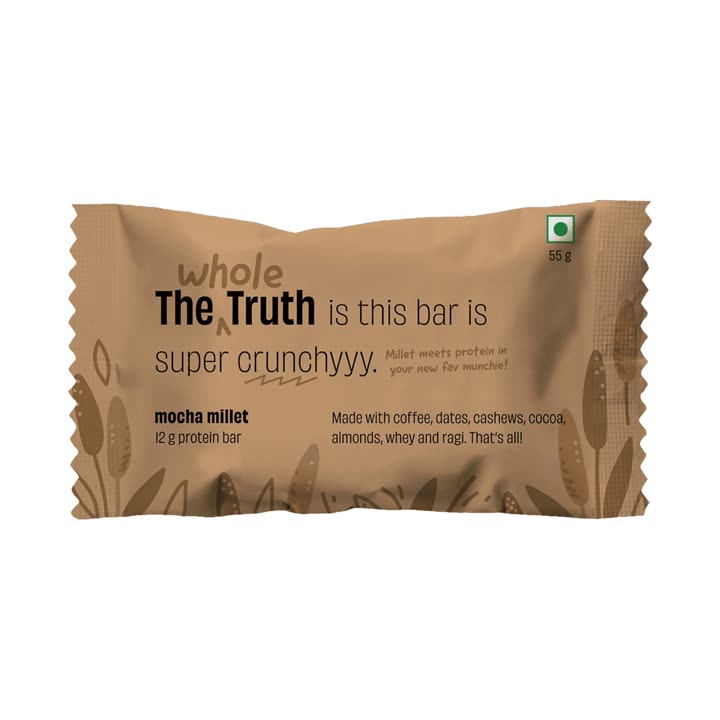 55 g
whole
The Truth is this bar is
super crunchyyy.
Millet meets protein in
your new fav munchie!
mocha millet
12 g protein bar
Made with coffee, dates, cashews, cocoa,
almonds, whey and ragi. That's all!